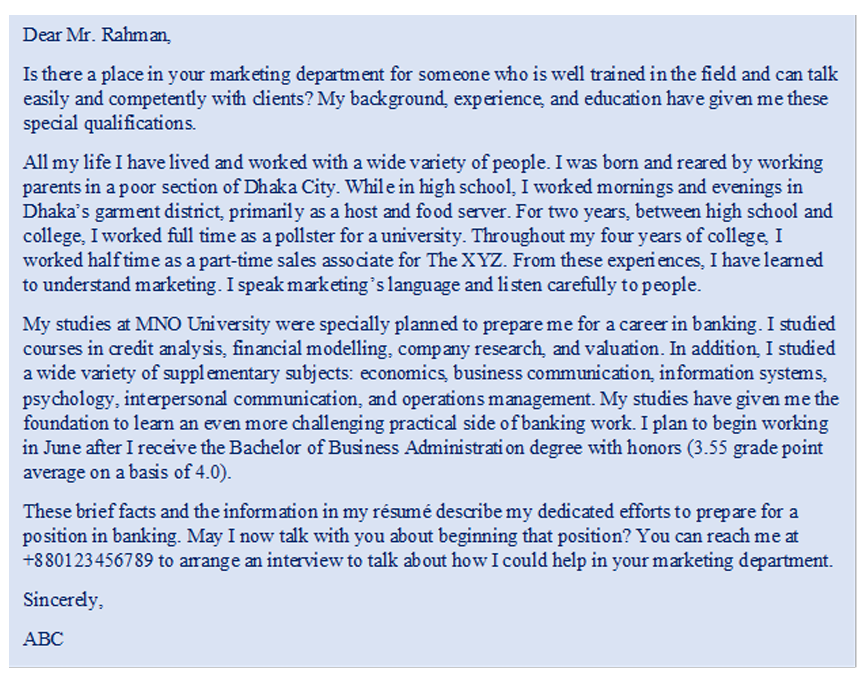 Dear Mr. Rahman,
Is there a place in your marketing department for someone who is well trained in the field and can talk
easily and competently with clients? My background, experience, and education have given me these
special qualifications.
All my life I have lived and worked with a wide variety of people. I was born and reared by working
parents in a poor section of Dhaka City. While in high school, I worked mornings and evenings in
Dhaka's garment district, primarily as a host and food server. For two years, between high school and
college, I worked full time as a pollster for a university. Throughout my four years of college, I
worked half time as a part-time sales associate for The XYZ. From these experiences, I have learned
to understand marketing. I speak marketing's language and listen carefully to people.
My studies at MNO University were specially planned to prepare me for a career in banking. I studied
courses in credit analysis, financial modelling, company research, and valuation. In addition, I studied
a wide variety of supplementary subjects: economics, business communication, information systems,
psychology, interpersonal communication, and operations management. My studies have given me the
foundation to learn an even more challenging practical side of banking work. I plan to begin working
in June after I receive the Bachelor of Business Administration degree with honors (3.55 grade point
average on a basis of 4.0).
These brief facts and the information in my résumé describe my dedicated efforts to prepare for a
position in banking. May I now talk with you about beginning that position? You can reach me at
+880123456789 to arrange an interview to talk about how I could help in your marketing department.
Sincerely,
ABC